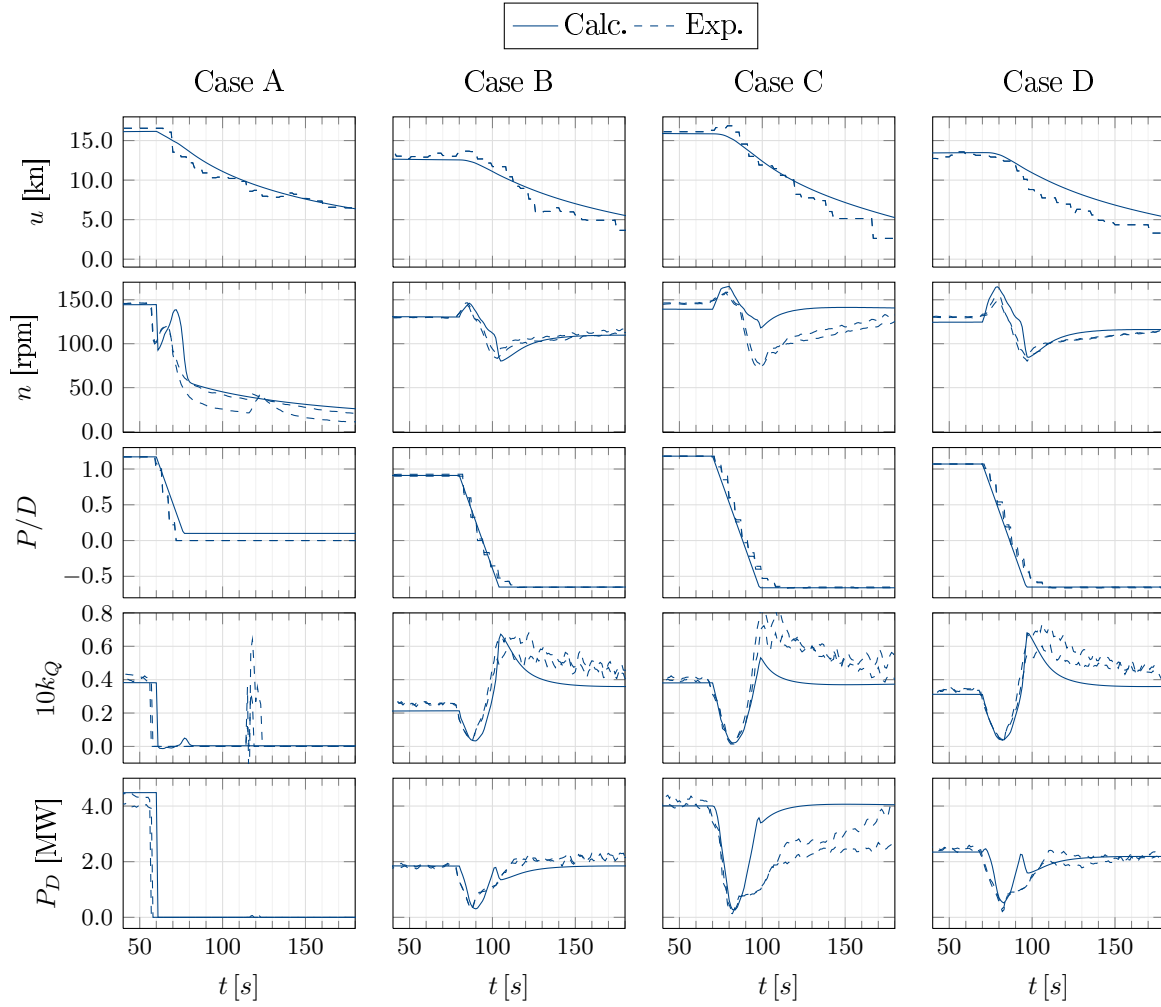 Calc. Exp.
Case A Case B Case C Case D
15.0
10.0
5.0
0.0
u [kn]
150.0
100.0
50.0
0.0
n [rpm]
1.0
0.5
0.0
−0.5
P/D
0.8
0.6
0.4
0.2
0.0
10k_Q
4.0
2.0
0.0
P_D [MW]
50 100 150 50 100 150 50 100 150 50 100 150
t [s] t [s] t [s] t [s]